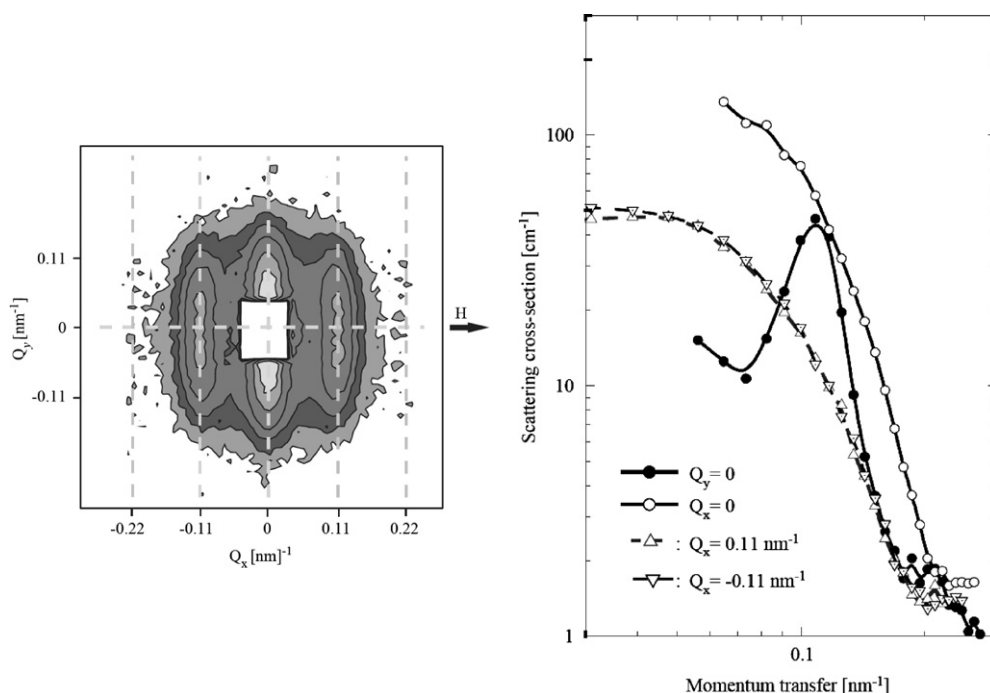 0.11
0
-0.11
Q_y [nm^-1]
-0.22
-0.11
0
0.11
0.22
Q_x [nm]^-1
H
100
10
1
Scattering cross-section [cm^-1]
Q_y = 0
Q_x = 0
: Q_x = 0.11 nm^-1
: Q_x = -0.11 nm^-1
0.1
Momentum transfer [nm^-1]